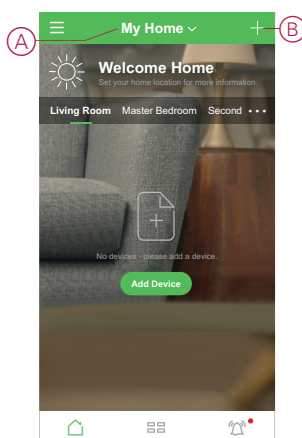 A
My Home
B
Welcome Home
Set your home location for more information.
Living Room Master Bedroom Second
No devices - please add a device.
Add Device